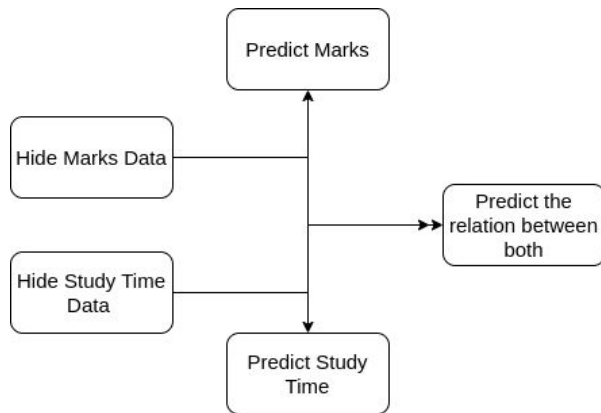 Predict Marks
Hide Marks Data
Predict the
relation between
both
Hide Study Time
Data
Predict Study
Time